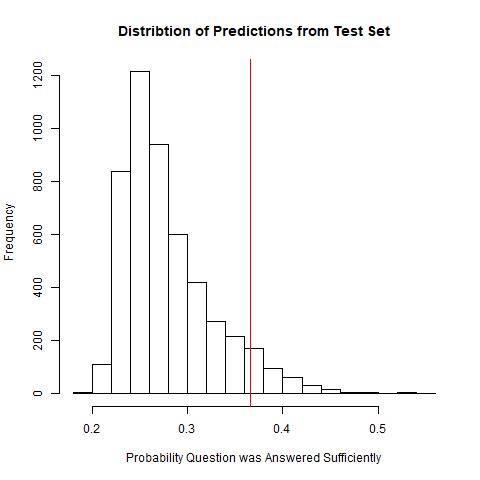 Distribtion of Predictions from Test Set
1200
1000
800
600
400
200
0
Frequency
0.2 0.3 0.4 0.5
Probability Question was Answered Sufficiently